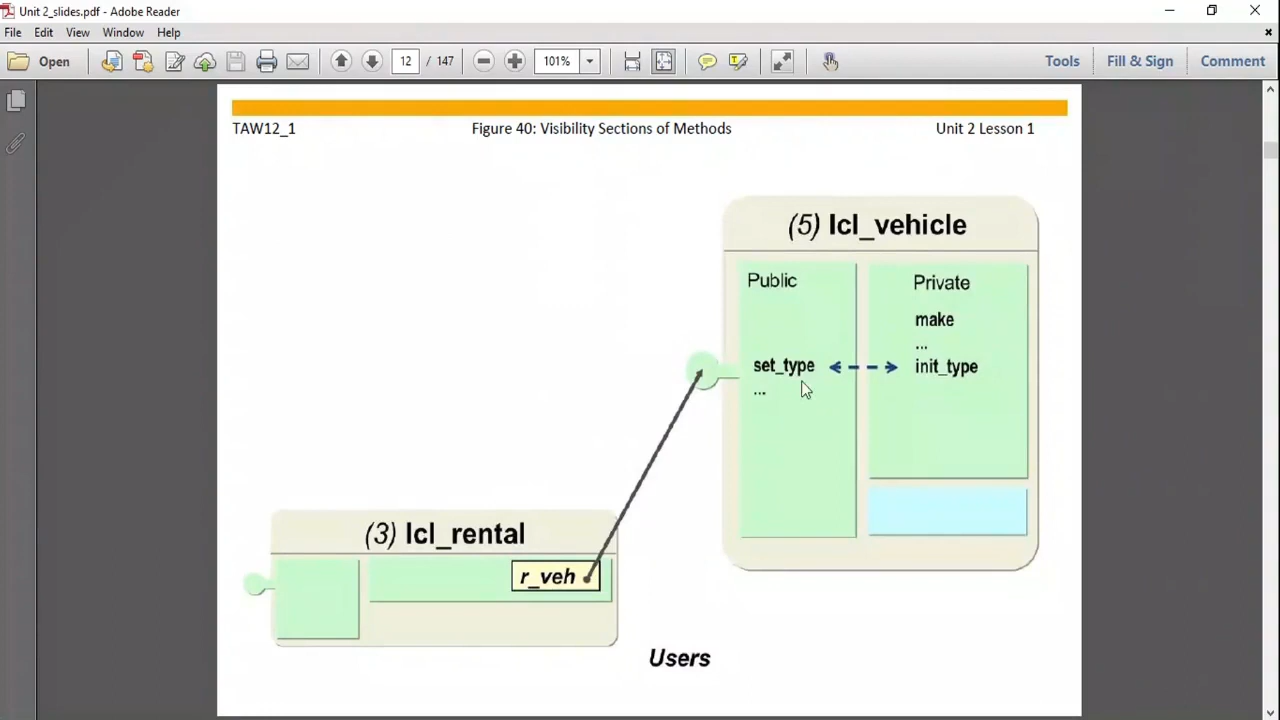 Unit 2_slides.pdf - Adobe Reader
File Edit View Window Help
Open 12 / 147 101% Tools Fill & Sign Comment
TAW12_1 Figure 40: Visibility Sections of Methods Unit 2 Lesson 1
(5) lcl_vehicle
Public Private
make
...
set_type init_type
...
(3) lcl_rental
r_veh
Users